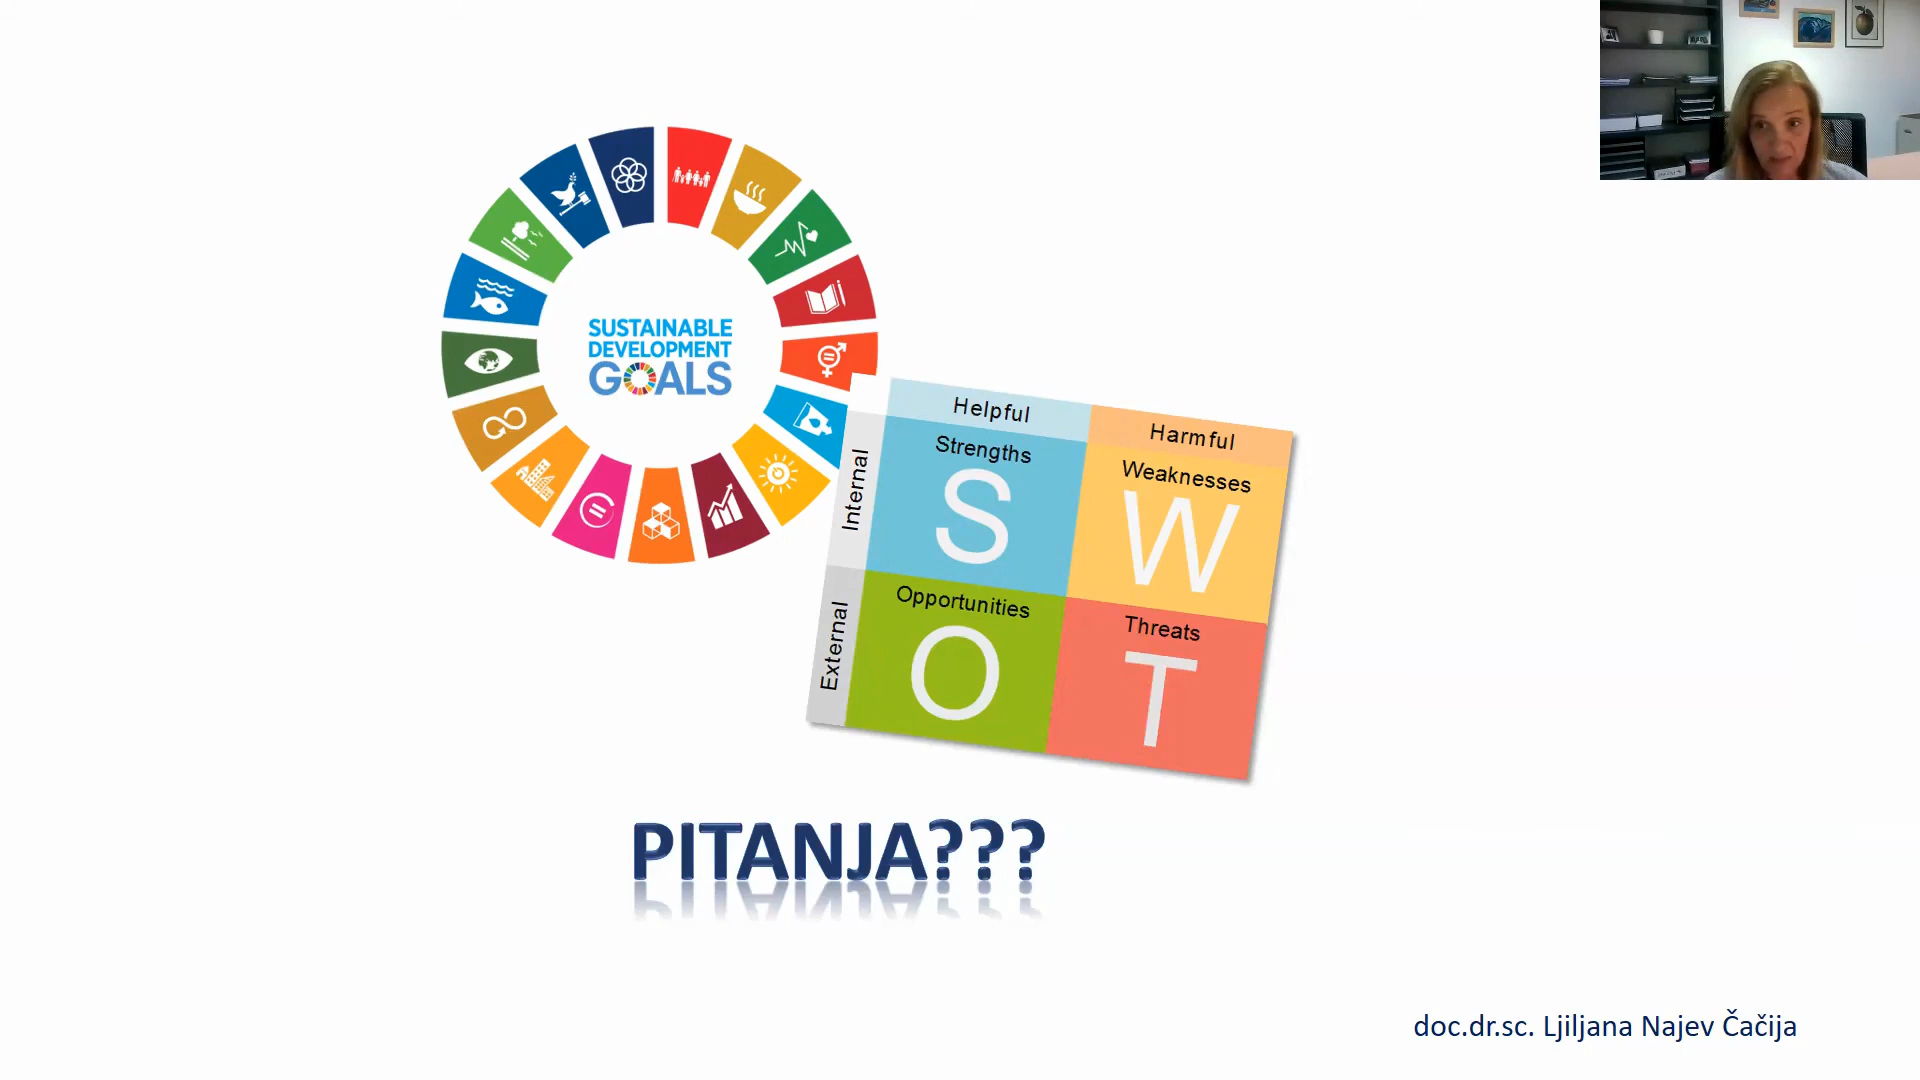 SUSTAINABLE
DEVELOPMENT
GOALS
Helpful
Harmful
Internal
Strengths
S
Weaknesses
W
External
Opportunities
O
Threats
T
PITANJA???
doc.dr.sc. Ljiljana Najev Čačija